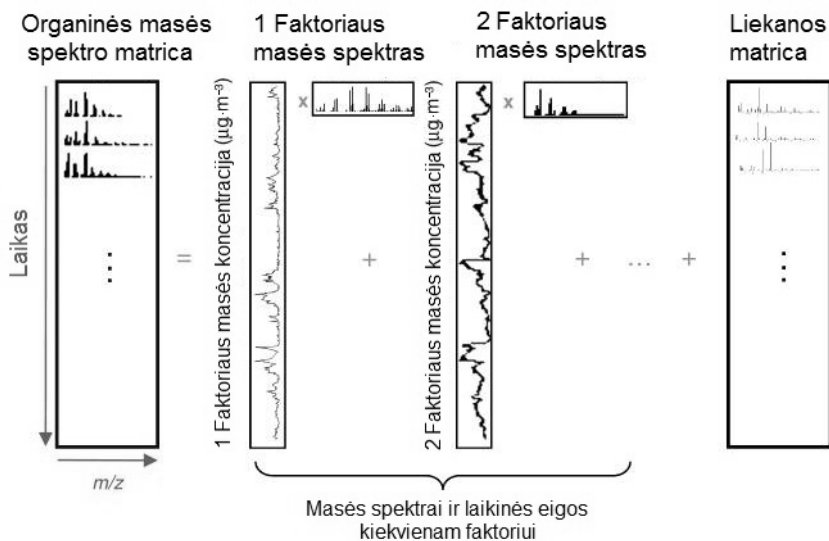 Organinės masės
spektro matrica
1 Faktoriaus
masės spektras
2 Faktoriaus
masės spektras
Liekanos
matrica
Laikas
=
1 Faktoriaus masės koncentracija (µg·m⁻³)
x
+
2 Faktoriaus masės koncentracija (µg·m⁻³)
x
+ ... +
m/z
Masės spektrai ir laikinės eigos
kiekvienam faktoriui